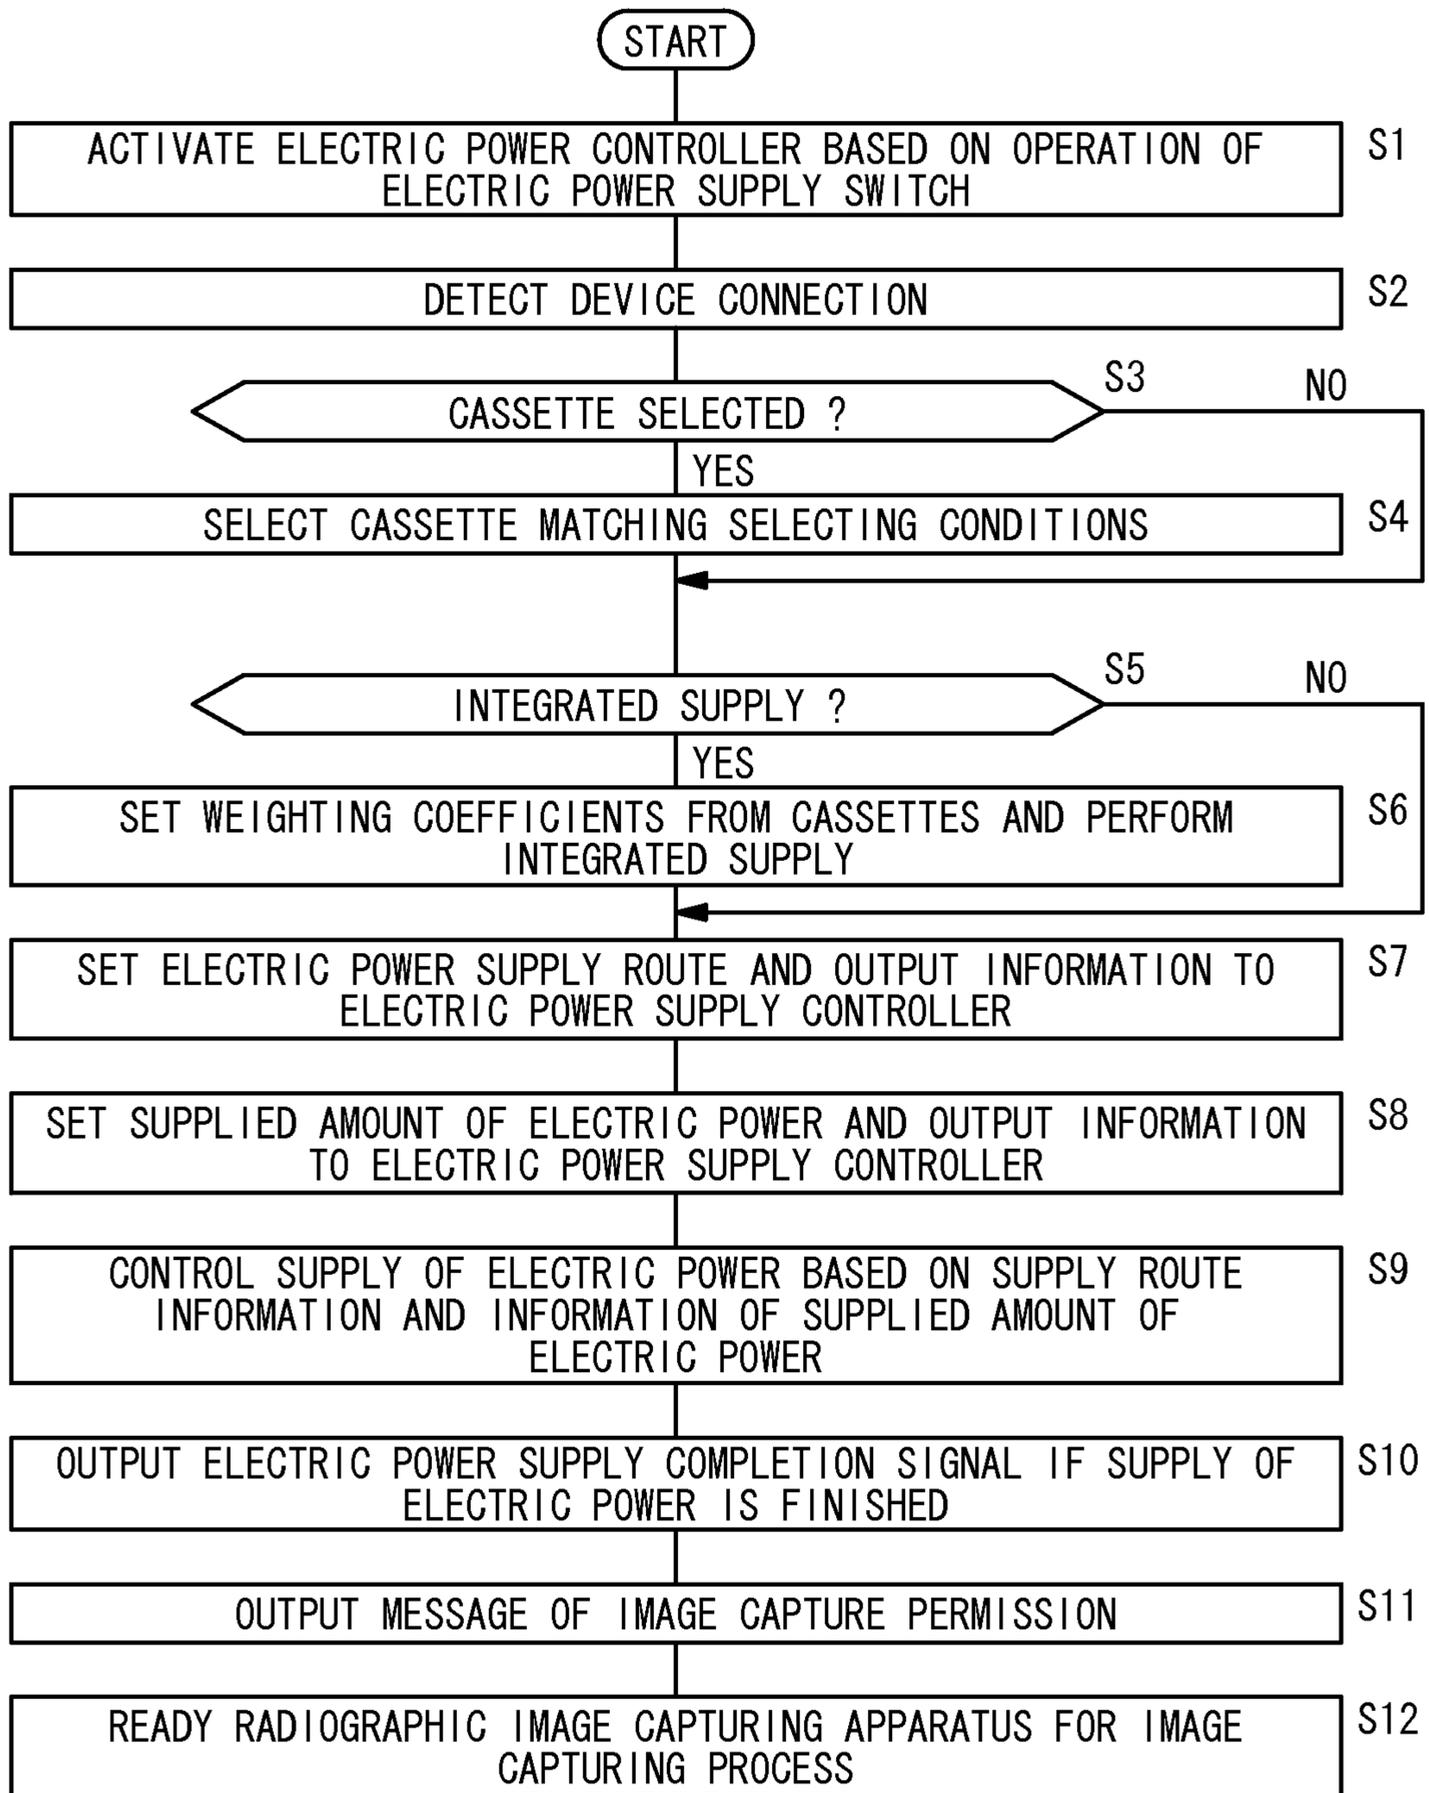 START
ACTIVATE ELECTRIC POWER CONTROLLER BASED ON OPERATION OF
ELECTRIC POWER SUPPLY SWITCH
S1
DETECT DEVICE CONNECTION
S2
CASSETTE SELECTED ?
S3
NO
YES
SELECT CASSETTE MATCHING SELECTING CONDITIONS
S4
INTEGRATED SUPPLY ?
S5
NO
YES
SET WEIGHTING COEFFICIENTS FROM CASSETTES AND PERFORM
INTEGRATED SUPPLY
S6
SET ELECTRIC POWER SUPPLY ROUTE AND OUTPUT INFORMATION TO
ELECTRIC POWER SUPPLY CONTROLLER
S7
SET SUPPLIED AMOUNT OF ELECTRIC POWER AND OUTPUT INFORMATION
TO ELECTRIC POWER SUPPLY CONTROLLER
S8
CONTROL SUPPLY OF ELECTRIC POWER BASED ON SUPPLY ROUTE
INFORMATION AND INFORMATION OF SUPPLIED AMOUNT OF
ELECTRIC POWER
S9
OUTPUT ELECTRIC POWER SUPPLY COMPLETION SIGNAL IF SUPPLY OF
ELECTRIC POWER IS FINISHED
S10
OUTPUT MESSAGE OF IMAGE CAPTURE PERMISSION
S11
READY RADIOGRAPHIC IMAGE CAPTURING APPARATUS FOR IMAGE
CAPTURING PROCESS
S12